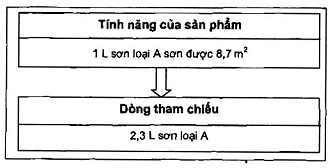 Tính năng của sản phẩm
1 L sơn loại A sơn được 8,7 m²
Dòng tham chiếu
2,3 L sơn loại A